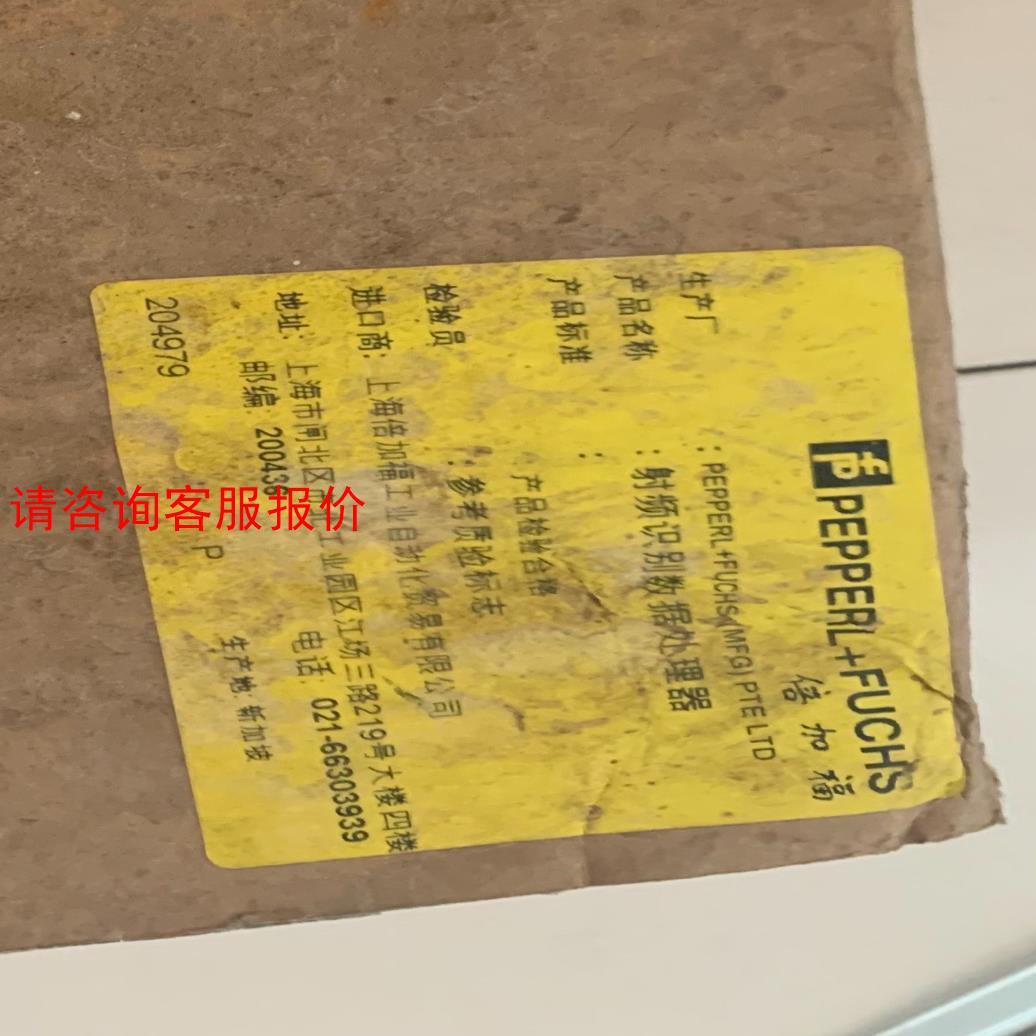 PEPPERL+FUCHS
倍加福
生产厂 : PEPPERL+FUCHS (MFG) PTE LTD
产品名称 : 射频识别数据处理器
产品标准 :
产品检验合格
检验员 : 参考质验标志
进口商: 上海倍加福工业自动化贸易有限公司
地址: 上海市闸北区市北工业园区江场三路219号大楼四楼
邮编: 200436 电话: 021-66303939
生产地: 新加坡
204979 P
请咨询客服报价